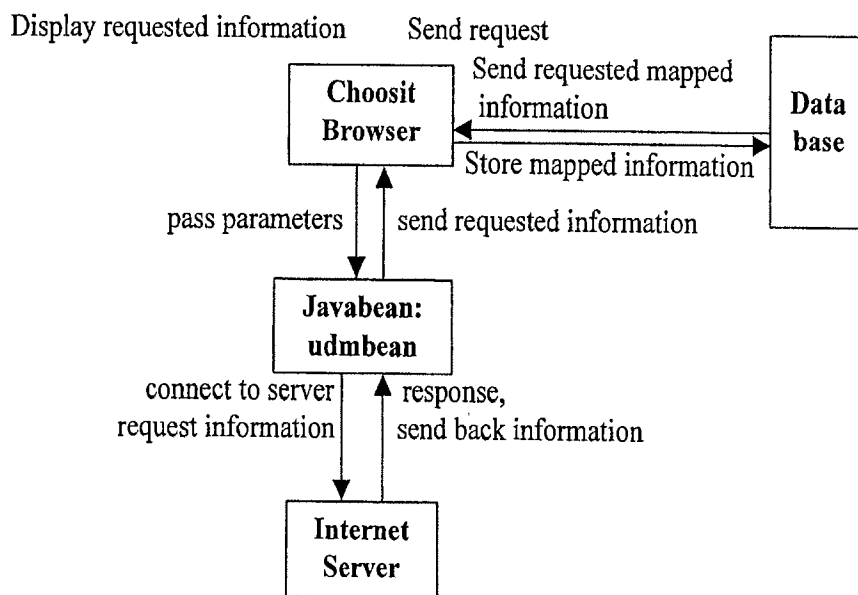 Display requested information
Send request
Send requested mapped
information
Choosit
Browser
Data
base
Store mapped information
pass parameters
send requested information
Javabean:
udmbean
connect to server
request information
response,
send back information
Internet
Server